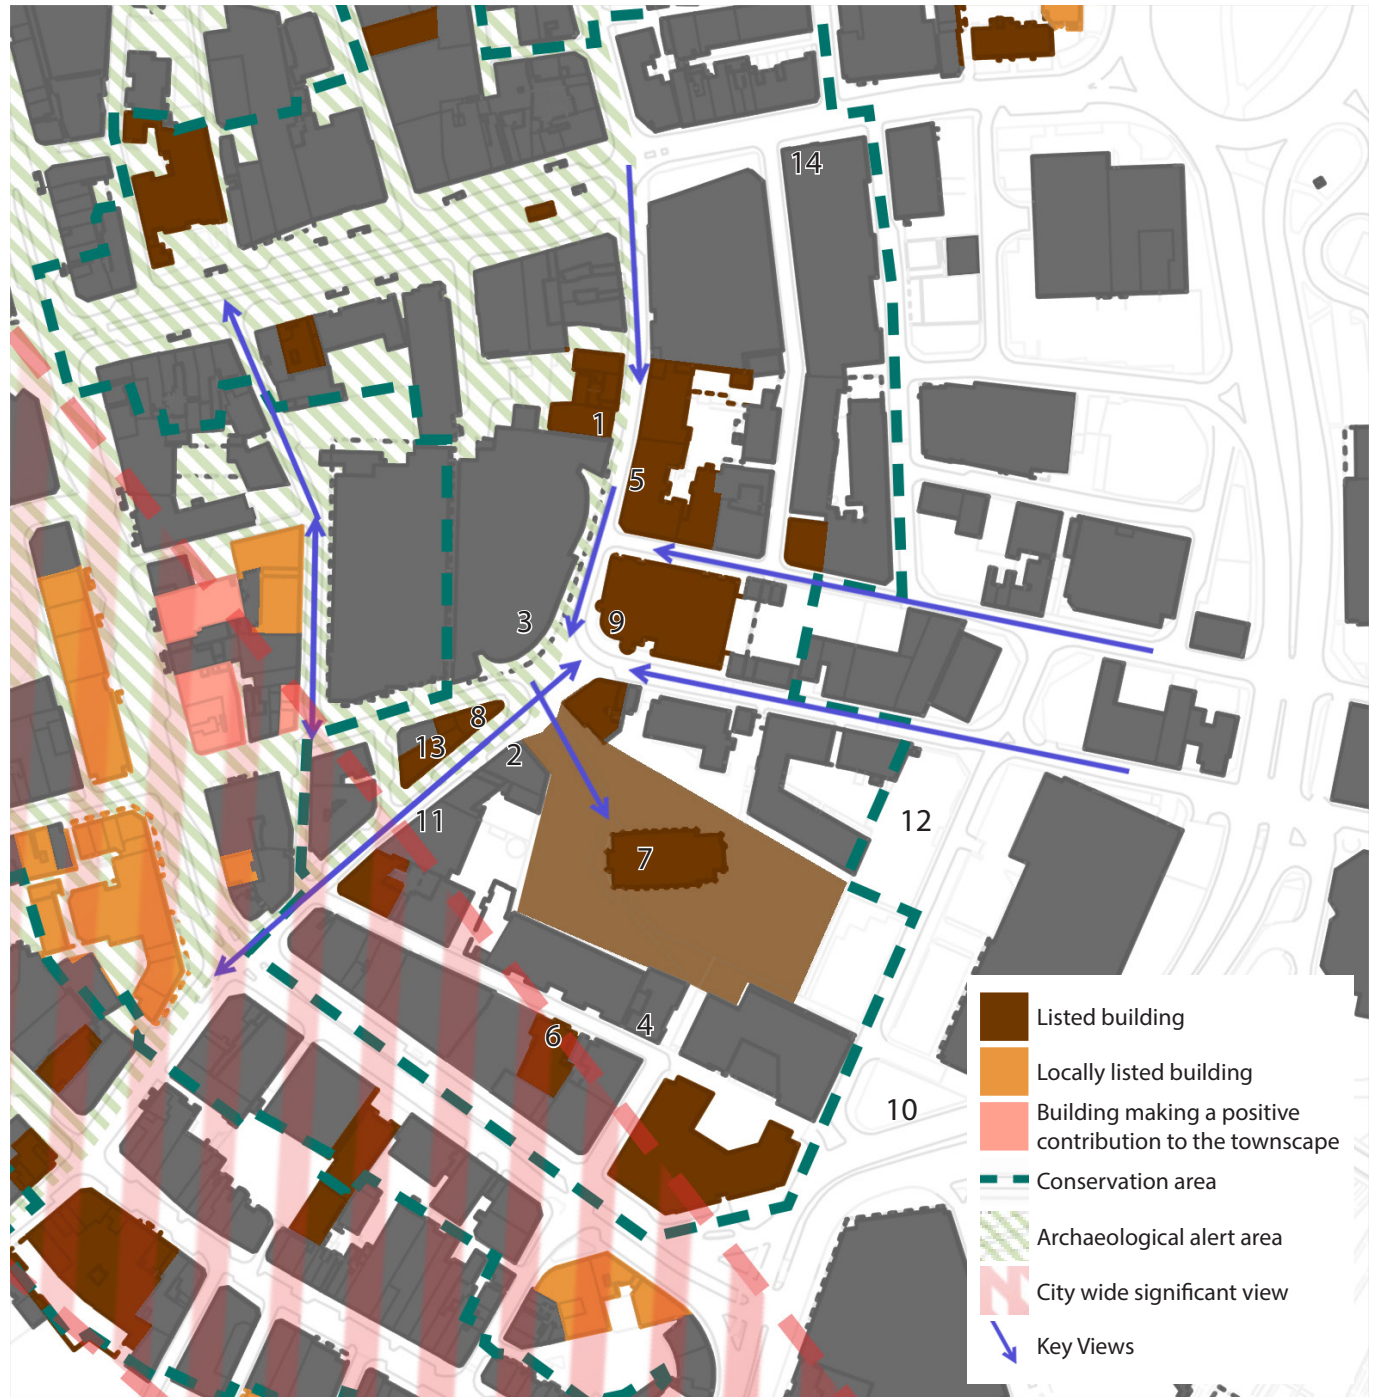 14
1
5
3
9
8
13
2
11
12
7
6
4
10
Listed building
Locally listed building
Building making a positive
contribution to the townscape
Conservation area
Archaeological alert area
City wide significant view
Key Views